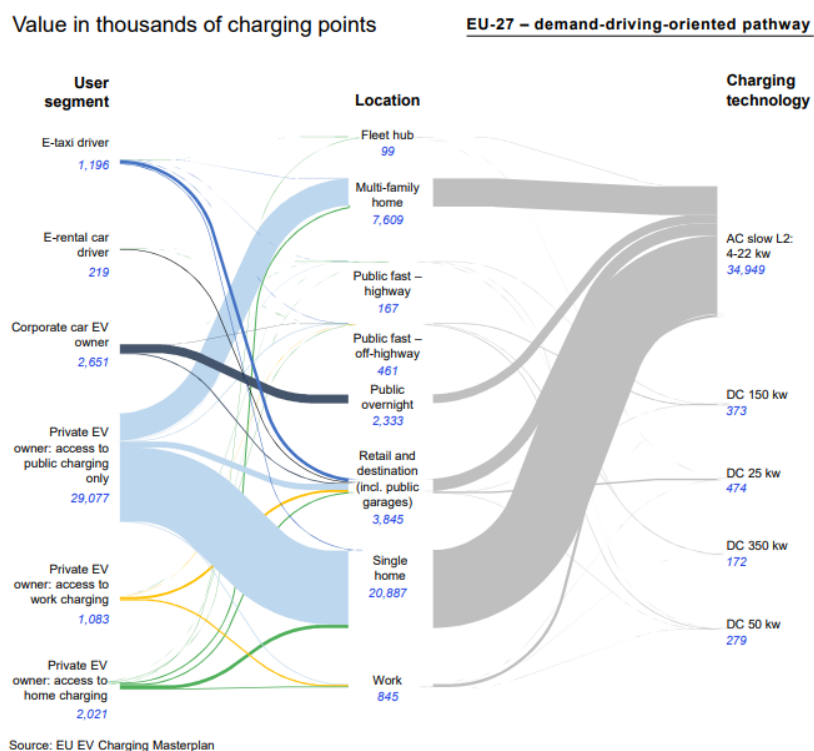 Value in thousands of charging points
EU-27 – demand-driving-oriented pathway
User
segment
Location
Charging
technology
E-taxi driver
1,196
E-rental car
driver
219
Corporate car EV
owner
2,651
Private EV
owner: access to
public charging
only
29,077
Private EV
owner: access to
work charging
1,083
Private EV
owner: access to
home charging
2,021
Fleet hub
99
Multi-family
home
7,609
Public fast –
highway
167
Public fast –
off-highway
461
Public
overnight
2,333
Retail and
destination
(incl. public
garages)
3,845
Single
home
20,887
Work
845
AC slow L2:
4-22 kw
34,949
DC 150 kw
373
DC 25 kw
474
DC 350 kw
172
DC 50 kw
279
Source: EU EV Charging Masterplan